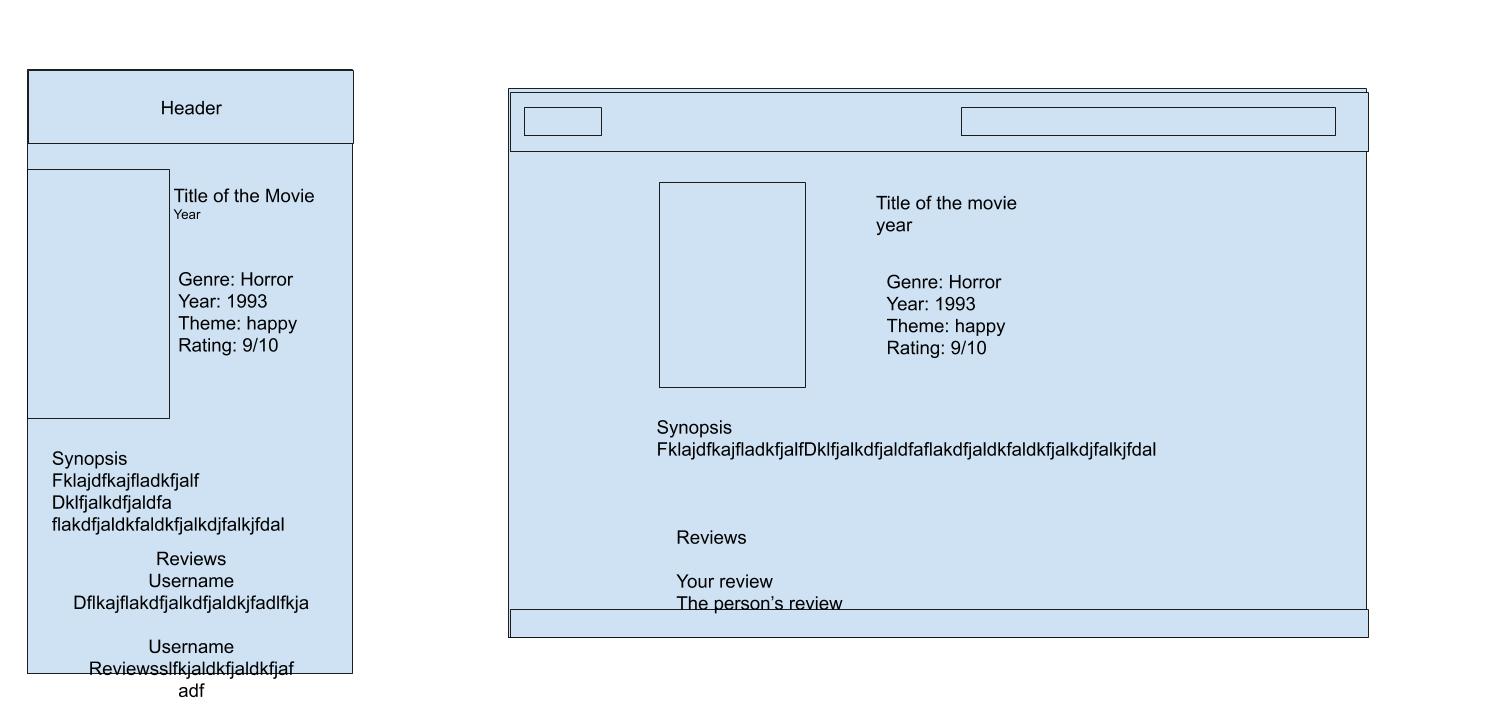 Header
Title of the Movie
Year
Genre: Horror
Year: 1993
Theme: happy
Rating: 9/10
Synopsis
Fklajdfkajfladkfjalf
Dklfjalkdfjaldfa
flakdfjaldkfaldkfjalkdjfalkjfdal
Reviews
Username
Dflkajflakdfjalkdfjaldkjfadlfkja
Username
Reviewsslfkjaldkfjaldkfjaf
adf
Title of the movie
year
Genre: Horror
Year: 1993
Theme: happy
Rating: 9/10
Synopsis
FklajdfkajfladkfjalfDklfjalkdfjaldfaflakdfjaldkfaldkfjalkdjfalkjfdal
Reviews
Your review
The person's review